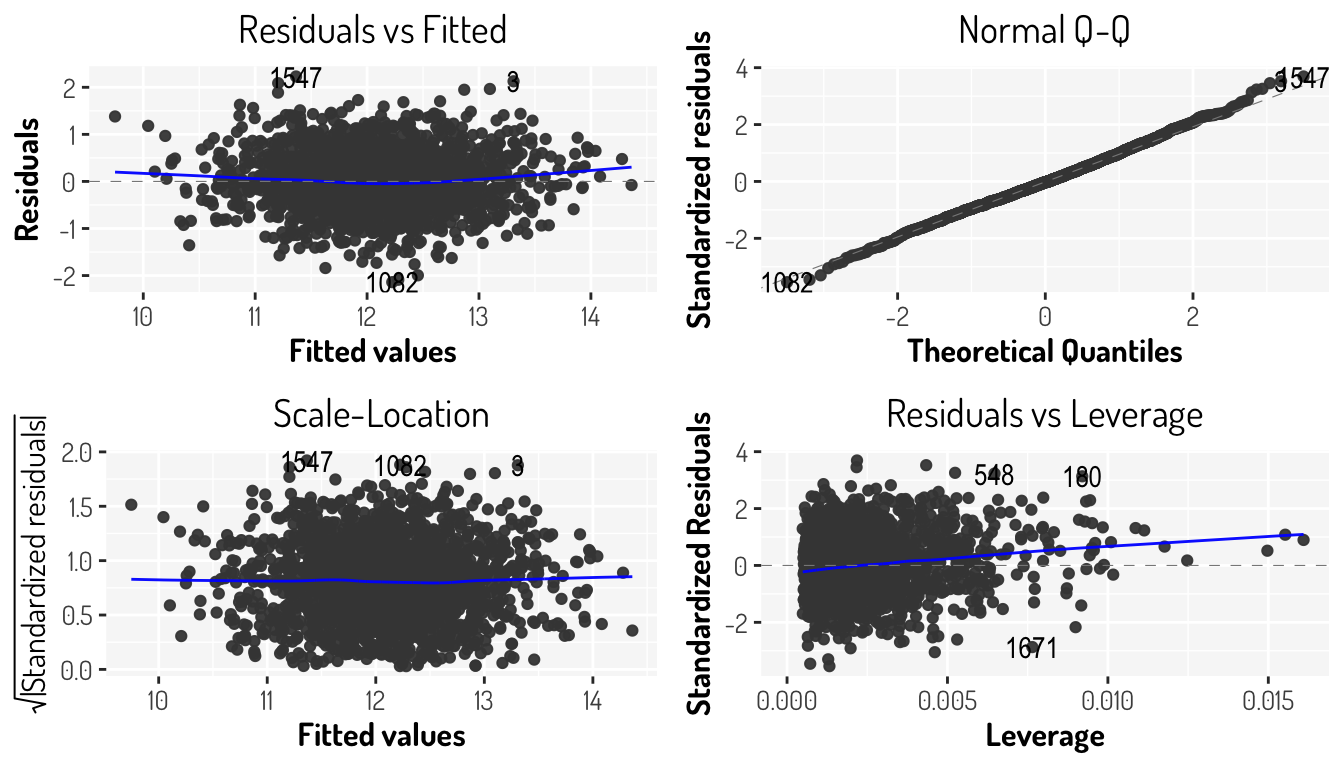 Residuals vs Fitted
Residuals
2
1
0
-1
-2
1547
3
1082
10 11 12 13 14
Fitted values
Normal Q-Q
Standardized residuals
4
2
0
-2
3
1547
1082
-2 0 2
Theoretical Quantiles
Scale-Location
√|Standardized residuals|
2.0
1.5
1.0
0.5
0.0
1547
1082
3
10 11 12 13 14
Fitted values
Residuals vs Leverage
Standardized Residuals
4
2
0
-2
548
180
1671
0.000 0.005 0.010 0.015
Leverage